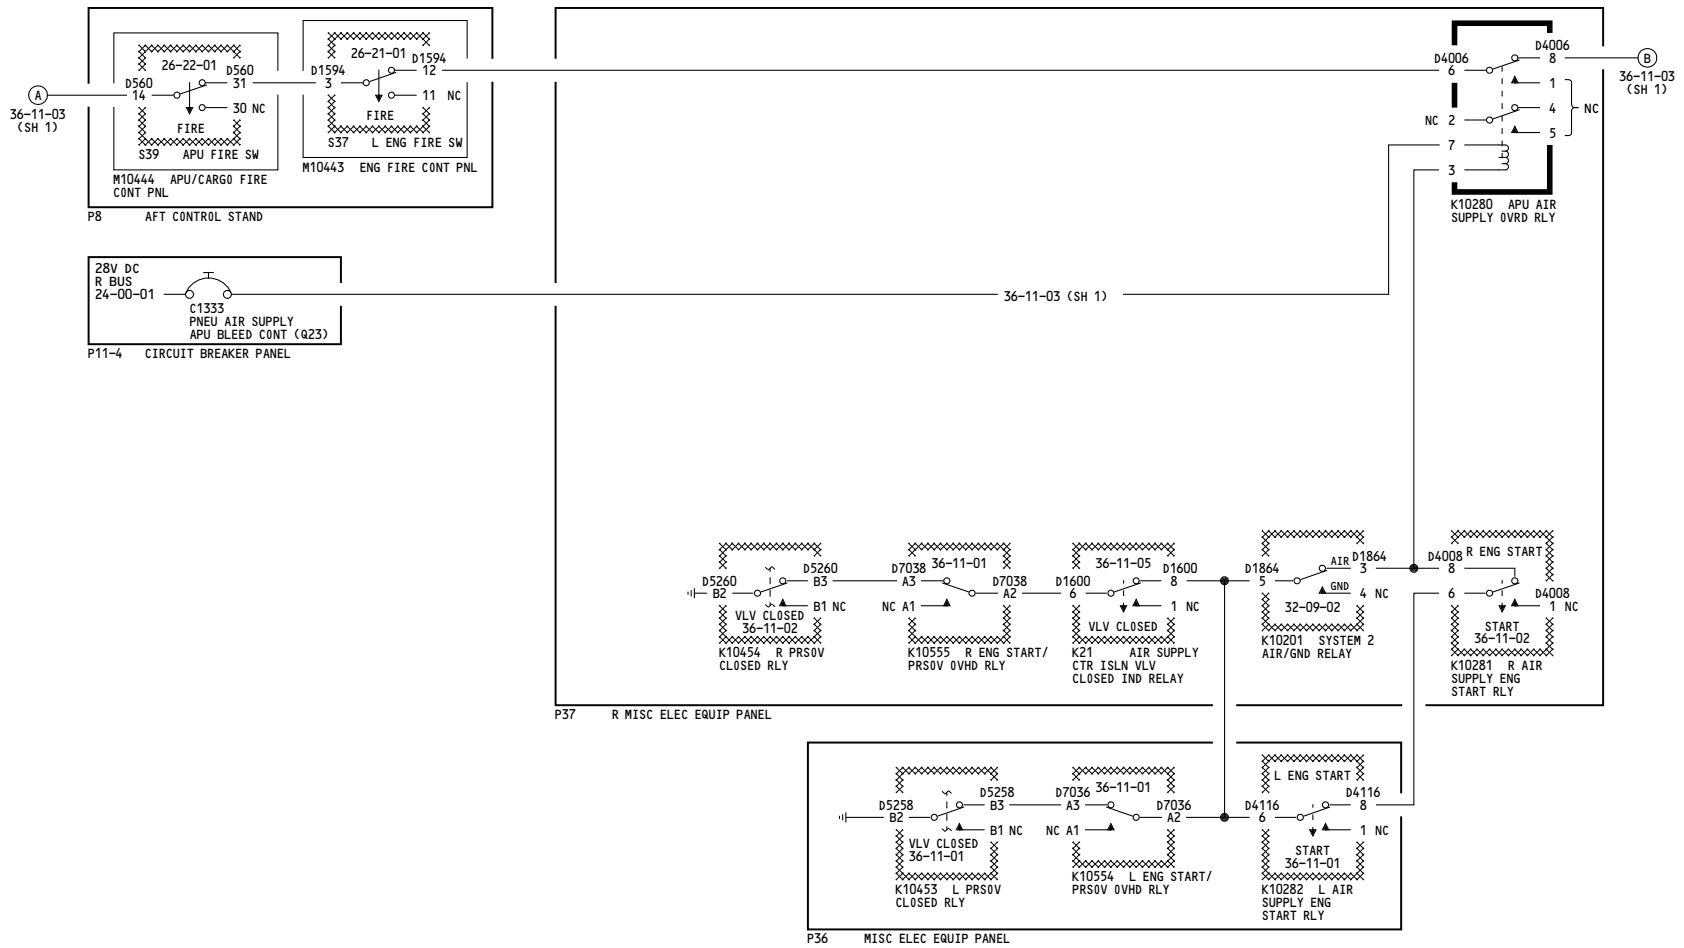 A
36-11-03
(SH 1)
D560
14
26-22-01
D560
31
30 NC
FIRE
S39 APU FIRE SW
M10444 APU/CARGO FIRE
CONT PNL
D1594
3
26-21-01
D1594
12
11 NC
FIRE
S37 L ENG FIRE SW
M10443 ENG FIRE CONT PNL
P8 AFT CONTROL STAND
28V DC
R BUS
24-00-01
C1333
PNEU AIR SUPPLY
APU BLEED CONT (Q23)
P11-4 CIRCUIT BREAKER PANEL
36-11-03 (SH 1)
D4006
6
D4006
8
1
NC 2
4
NC
5
7
3
K10280 APU AIR
SUPPLY OVRD RLY
B
36-11-03
(SH 1)
D5260
B2
D5260
B3
B1 NC
VLV CLOSED
36-11-02
K10454 R PRSOV
CLOSED RLY
D7038
A3
36-11-01
NC A1
D7038
A2
K10555 R ENG START/
PRSOV OVHD RLY
D1600
6
36-11-05
D1600
8
1 NC
VLV CLOSED
K21 AIR SUPPLY
CTR ISLN VLV
CLOSED IND RELAY
D1864
5
AIR
D1864
3
GND
4 NC
32-09-02
K10201 SYSTEM 2
AIR/GND RELAY
D4008
8
R ENG START
6
D4008
1 NC
START
36-11-02
K10281 R AIR
SUPPLY ENG
START RLY
P37 R MISC ELEC EQUIP PANEL
D5258
B2
D5258
B3
B1 NC
VLV CLOSED
36-11-01
K10453 L PRSOV
CLOSED RLY
D7036
A3
36-11-01
NC A1
D7036
A2
K10554 L ENG START/
PRSOV OVHD RLY
D4116
6
L ENG START
D4116
8
1 NC
START
36-11-01
K10282 L AIR
SUPPLY ENG
START RLY
P36 MISC ELEC EQUIP PANEL